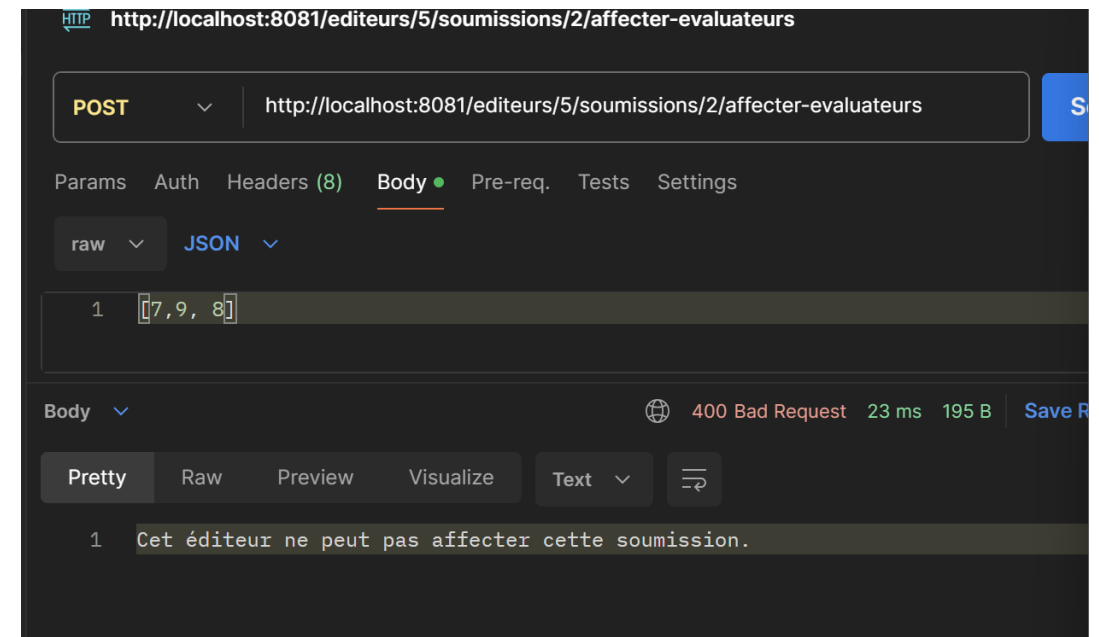 HTTP http://localhost:8081/editeurs/5/soumissions/2/affecter-evaluateurs
POST http://localhost:8081/editeurs/5/soumissions/2/affecter-evaluateurs
Params Auth Headers (8) Body Pre-req. Tests Settings
raw JSON
1 [7,9, 8]
Body 400 Bad Request 23 ms 195 B Save R
Pretty Raw Preview Visualize Text
1 Cet éditeur ne peut pas affecter cette soumission.